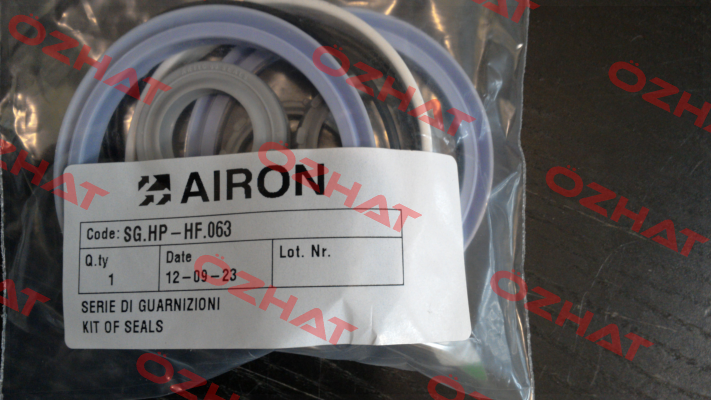 AIRON
Code: SG.HP-HF.063
Q.ty
1
Date
12-09-23
Lot. Nr.
SERIE DI GUARNIZIONI
KIT OF SEALS
OZHAT
OZHAT
OZHAT
OZHAT
OZHAT
OZHAT